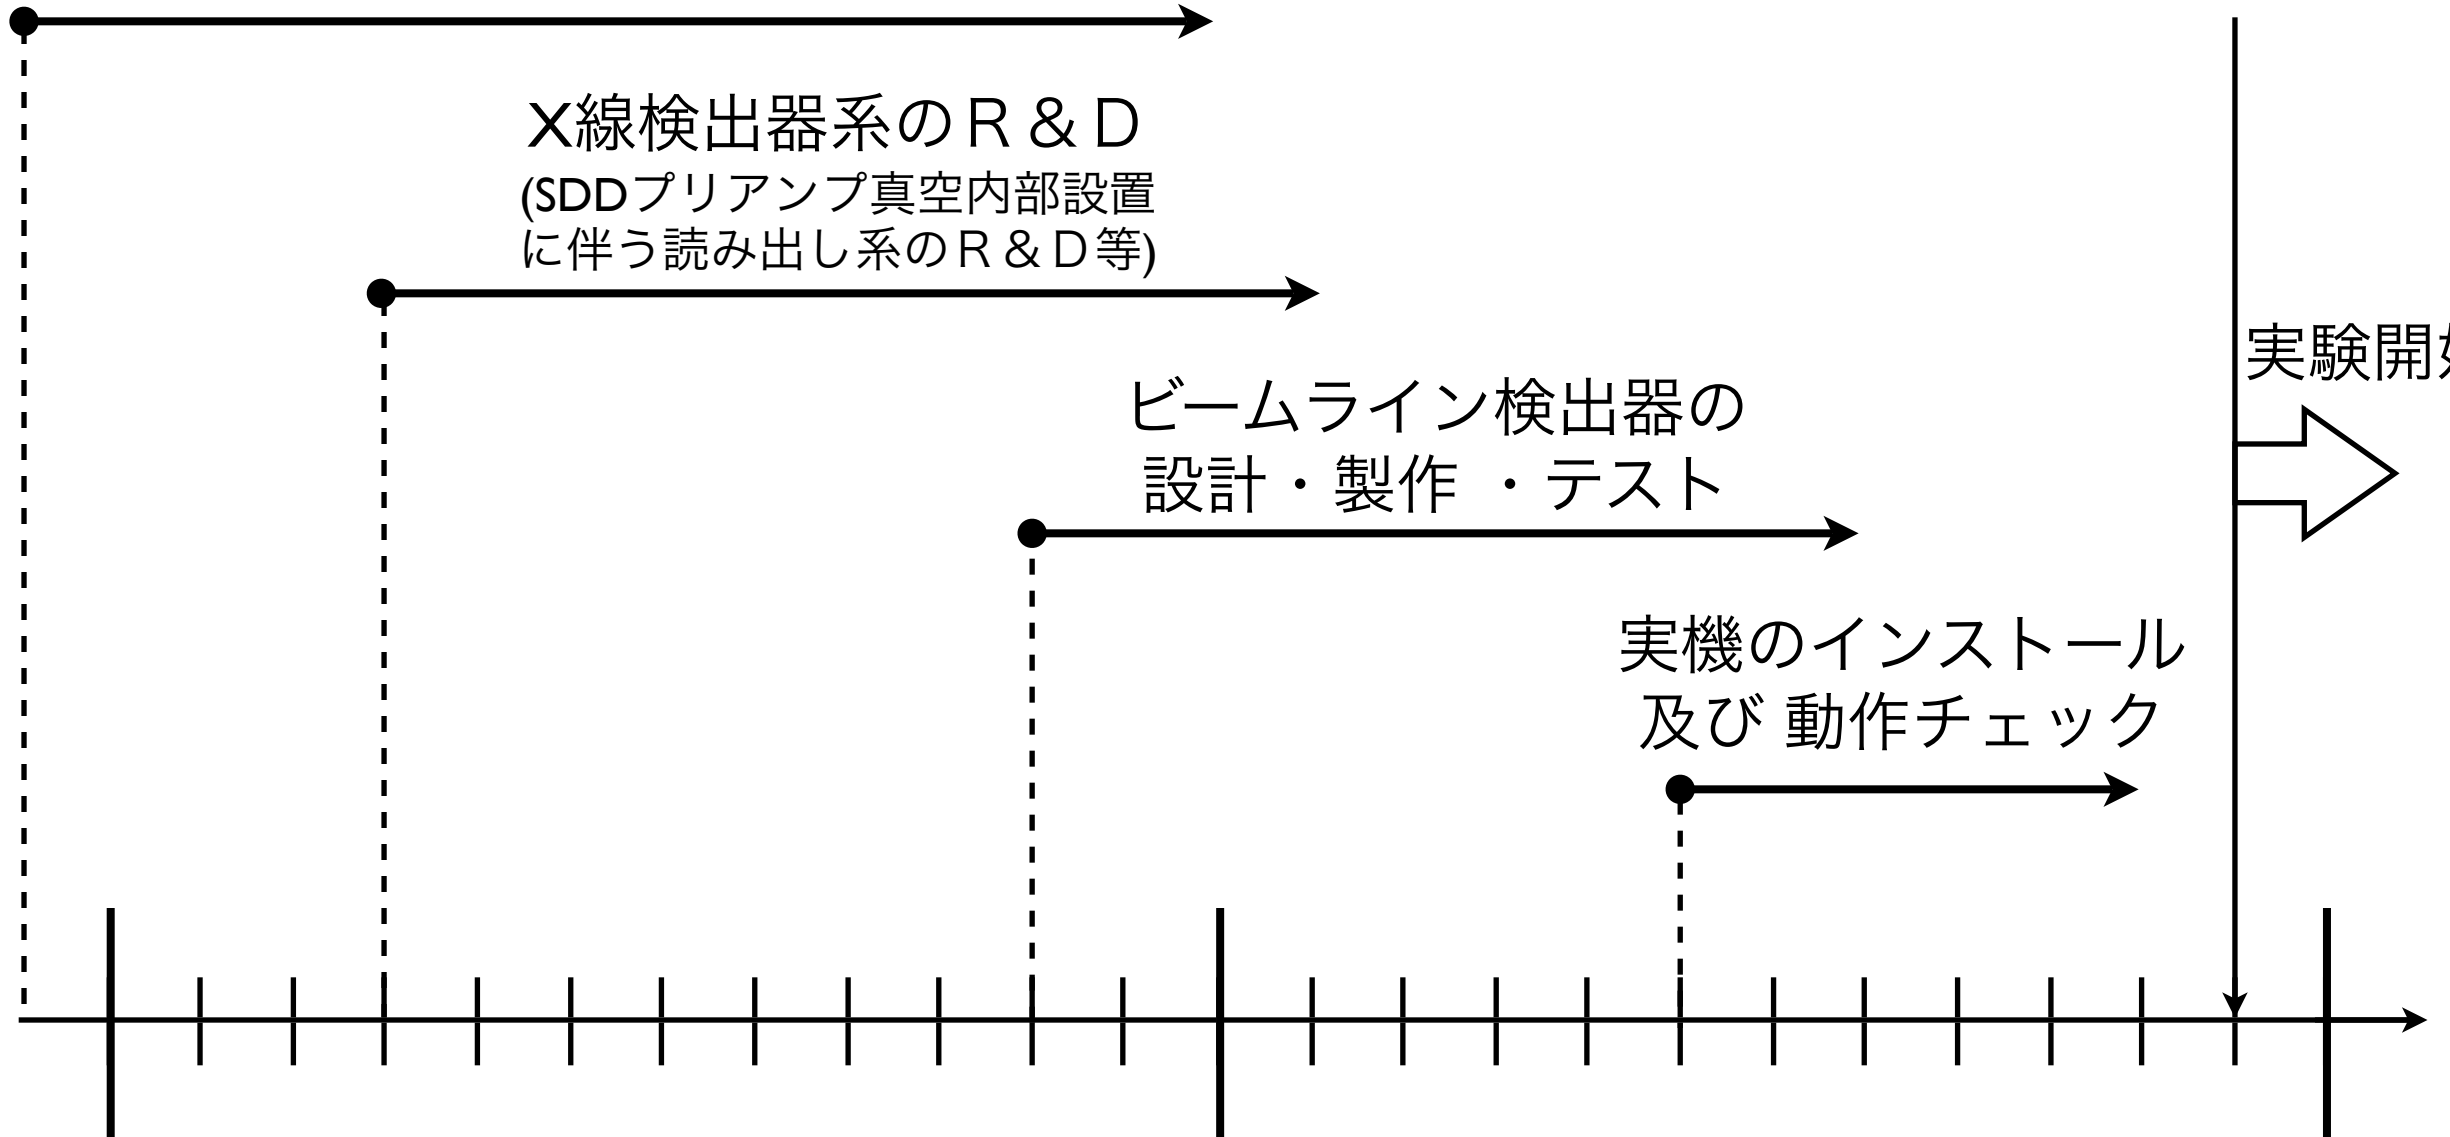 X線検出器系のＲ＆Ｄ
(SDDプリアンプ真空内部設置
に伴う読み出し系のＲ＆Ｄ等)
実験開
ビームライン検出器の
設計・製作 ・テスト
実機のインストール
及び 動作チェック